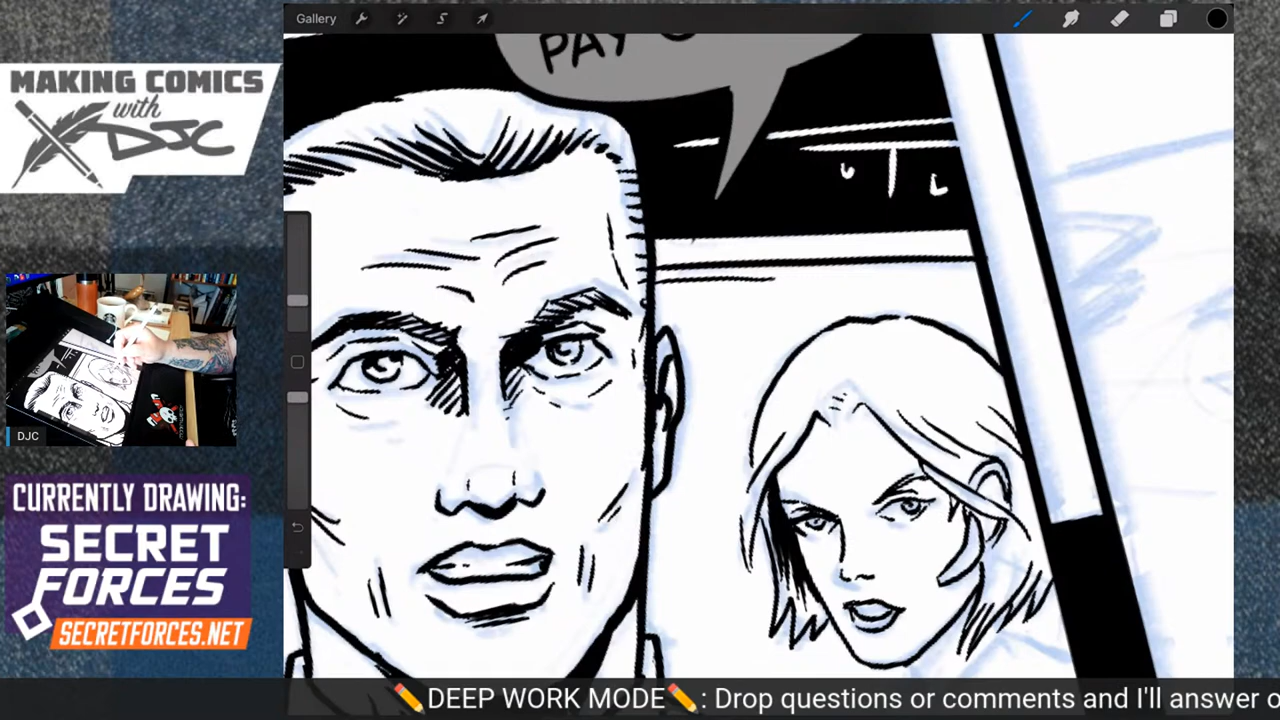 Gallery
PAY
MAKING COMICS
with
DJC
DJC
CURRENTLY DRAWING:
SECRET
FORCES
SECRETFORCES.NET
✏️DEEP WORK MODE✏️: Drop questions or comments and I'll answer